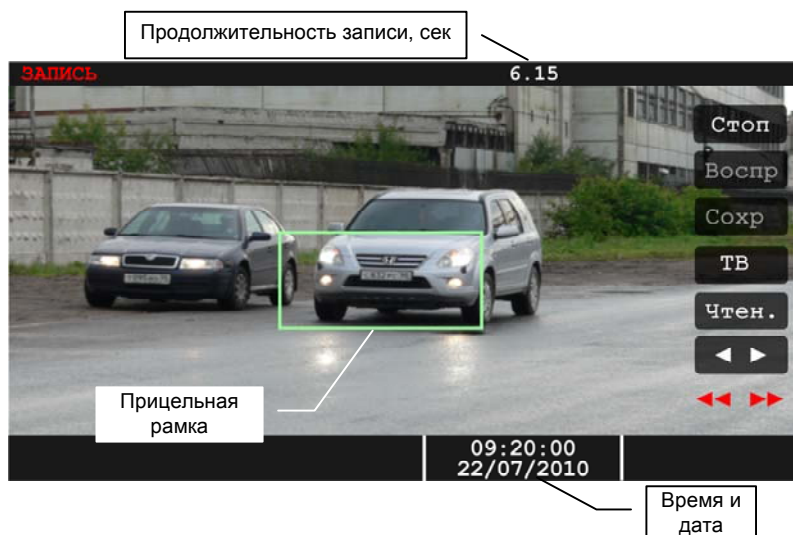 Продолжительность записи, сек
ЗАПИСЬ
6.15
Стоп
Воспр
Сохр
ТВ
Чтен.
Прицельная
рамка
09:20:00
22/07/2010
Время и
дата